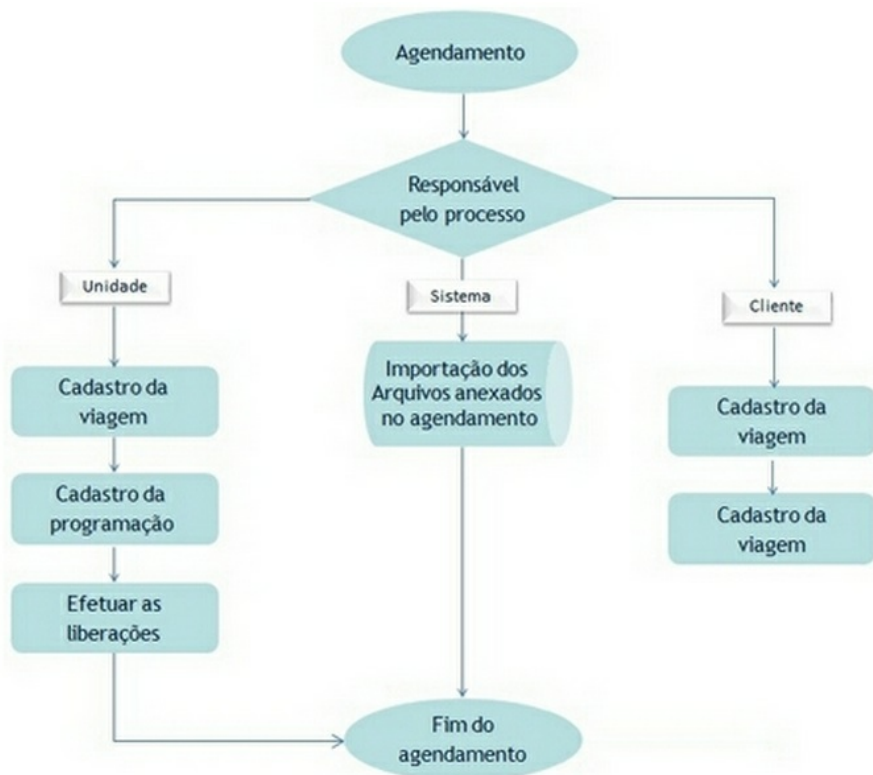 Agendamento
Responsável
pelo processo
Unidade
Sistema
Cliente
Cadastro da
viagem
Cadastro da
programação
Efetuar as
liberações
Importação dos
Arquivos anexados
no agendamento
Cadastro da
viagem
Cadastro da
viagem
Fim do
agendamento